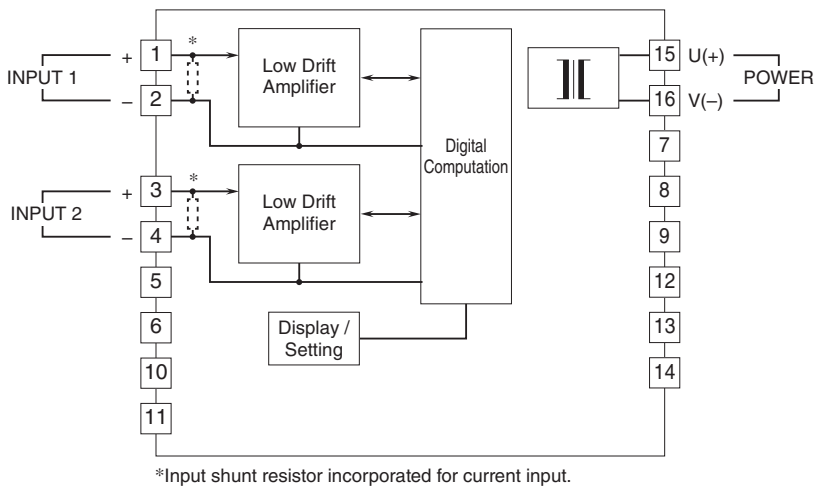 INPUT 1
+
–
1
2
*
Low Drift
Amplifier
INPUT 2
+
–
3
4
*
Low Drift
Amplifier
5
6
10
11
Digital
Computation
Display /
Setting
15
16
U(+)
V(–)
POWER
7
8
9
12
13
14
*Input shunt resistor incorporated for current input.